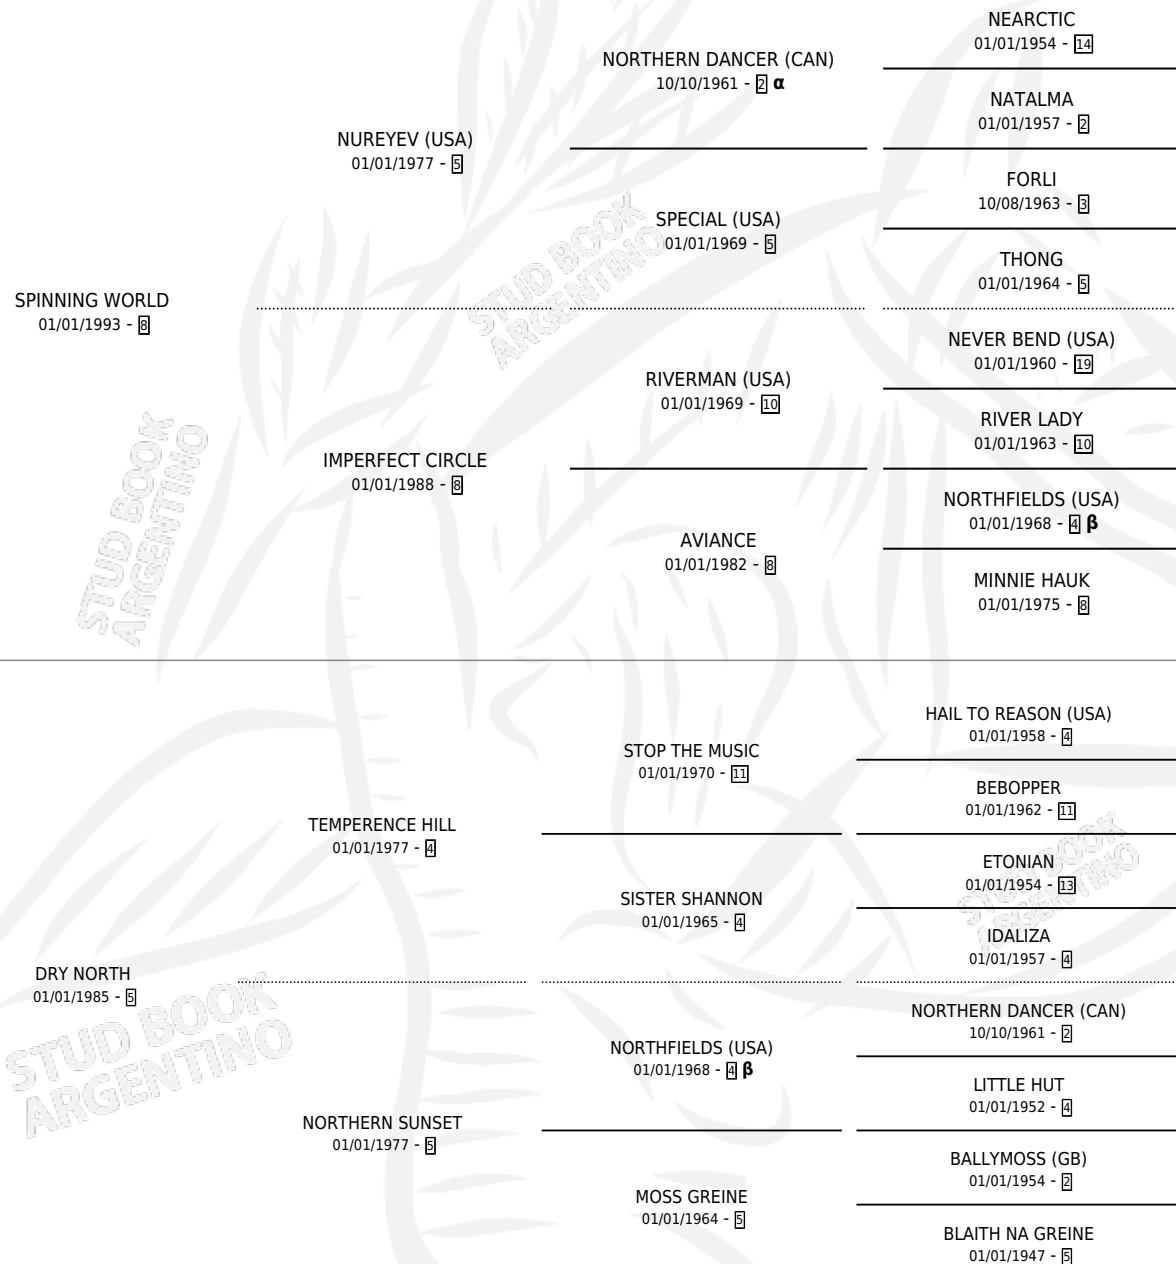 NEARCTIC
01/01/1954 - 14
NORTHERN DANCER (CAN)
10/10/1961 - 2 α
NATALMA
01/01/1957 - 2
NUREYEV (USA)
01/01/1977 - 5
FORLI
10/08/1963 - 3
SPECIAL (USA)
01/01/1969 - 5
THONG
01/01/1964 - 5
SPINNING WORLD
01/01/1993 - 8
NEVER BEND (USA)
01/01/1960 - 19
RIVERMAN (USA)
01/01/1969 - 10
RIVER LADY
01/01/1963 - 10
IMPERFECT CIRCLE
01/01/1988 - 8
NORTHFIELDS (USA)
01/01/1968 - 4 β
AVIANCE
01/01/1982 - 8
MINNIE HAUK
01/01/1975 - 8
HAIL TO REASON (USA)
01/01/1958 - 4
STOP THE MUSIC
01/01/1970 - 11
BEBOPPER
01/01/1962 - 11
TEMPERENCE HILL
01/01/1977 - 4
ETONIAN
01/01/1954 - 13
SISTER SHANNON
01/01/1965 - 4
IDALIZA
01/01/1957 - 4
DRY NORTH
01/01/1985 - 5
NORTHERN DANCER (CAN)
10/10/1961 - 2
NORTHFIELDS (USA)
01/01/1968 - 4 β
LITTLE HUT
01/01/1952 - 4
NORTHERN SUNSET
01/01/1977 - 5
BALLYMOSS (GB)
01/01/1954 - 2
MOSS GREINE
01/01/1964 - 5
BLAITH NA GREINE
01/01/1947 - 5
STUD BOOK
ARGENTINO
STUD BOOK
ARGENTINO
STUD BOOK
ARGENTINO
STUD BOOK
ARGENTINO